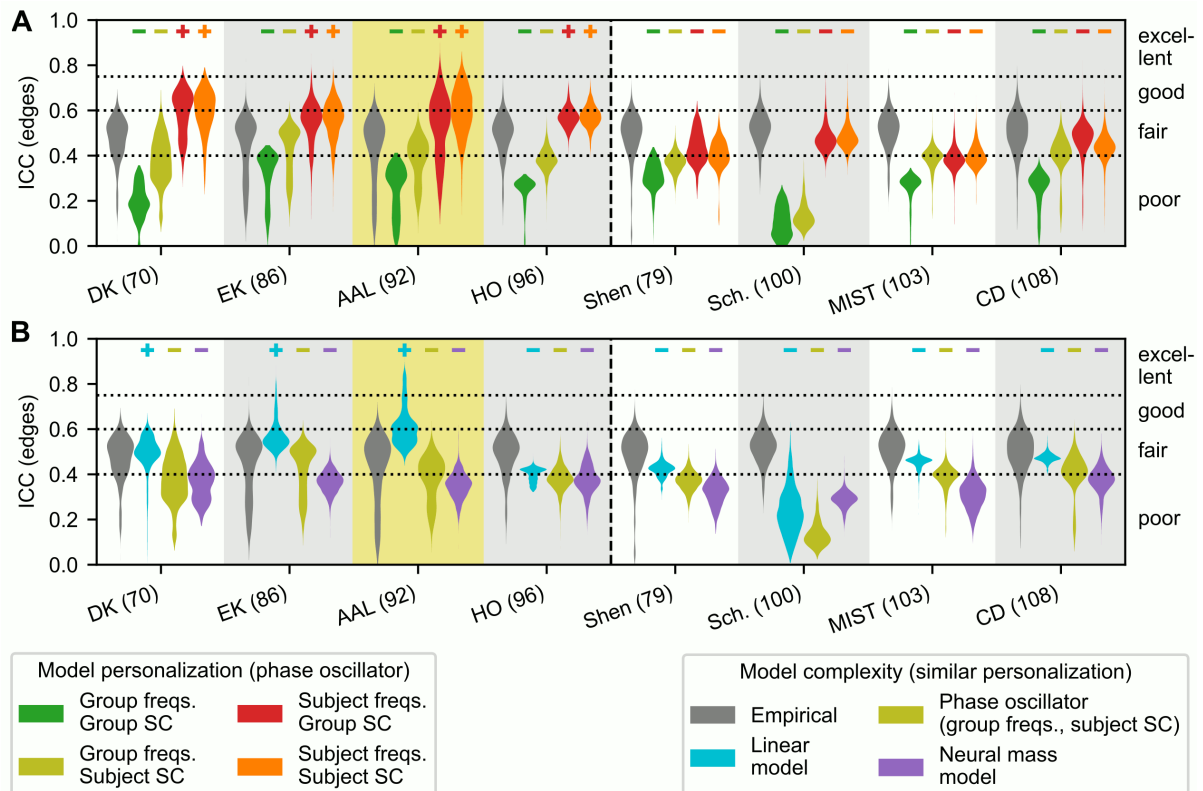 A
ICC (edges)
1.0
0.8
0.6
0.4
0.2
0.0
excel-
lent
good
fair
poor
DK (70)
EK (86)
AAL (92)
HO (96)
Shen (79)
Sch. (100)
MIST (103)
CD (108)
B
ICC (edges)
1.0
0.8
0.6
0.4
0.2
0.0
excel-
lent
good
fair
poor
DK (70)
EK (86)
AAL (92)
HO (96)
Shen (79)
Sch. (100)
MIST (103)
CD (108)
Model personalization (phase oscillator)
Group freqs.
Group SC
Group freqs.
Subject SC
Subject freqs.
Group SC
Subject freqs.
Subject SC
Model complexity (similar personalization)
Empirical
Linear
model
Phase oscillator
(group freqs., subject SC)
Neural mass
model